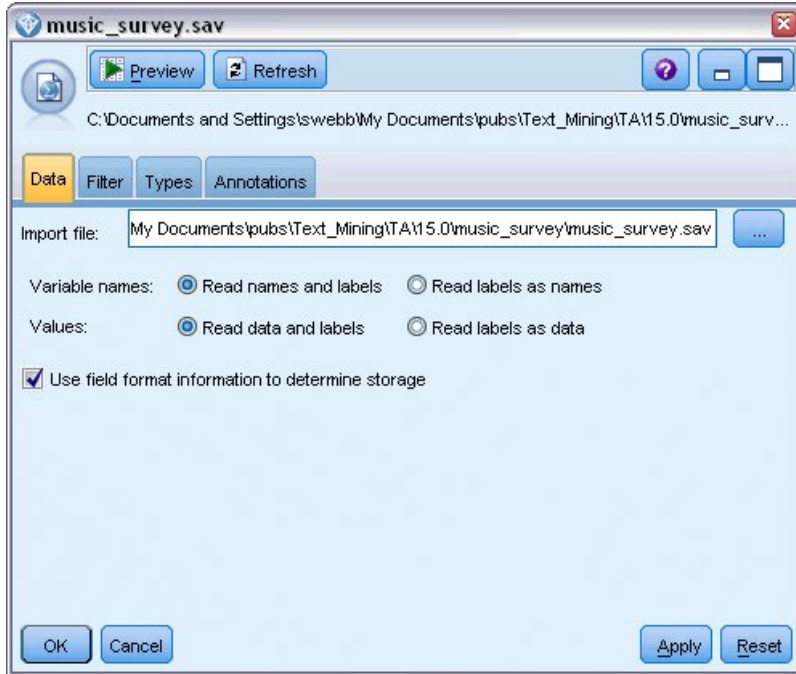 music_survey.sav
Preview Refresh
C:\Documents and Settings\swebb\My Documents\pubs\Text_Mining\TA\15.0\music_surv...
Data Filter Types Annotations
Import file: My Documents\pubs\Text_Mining\TA\15.0\music_survey\music_survey.sav ...
Variable names: Read names and labels Read labels as names
Values: Read data and labels Read labels as data
Use field format information to determine storage
OK Cancel Apply Reset